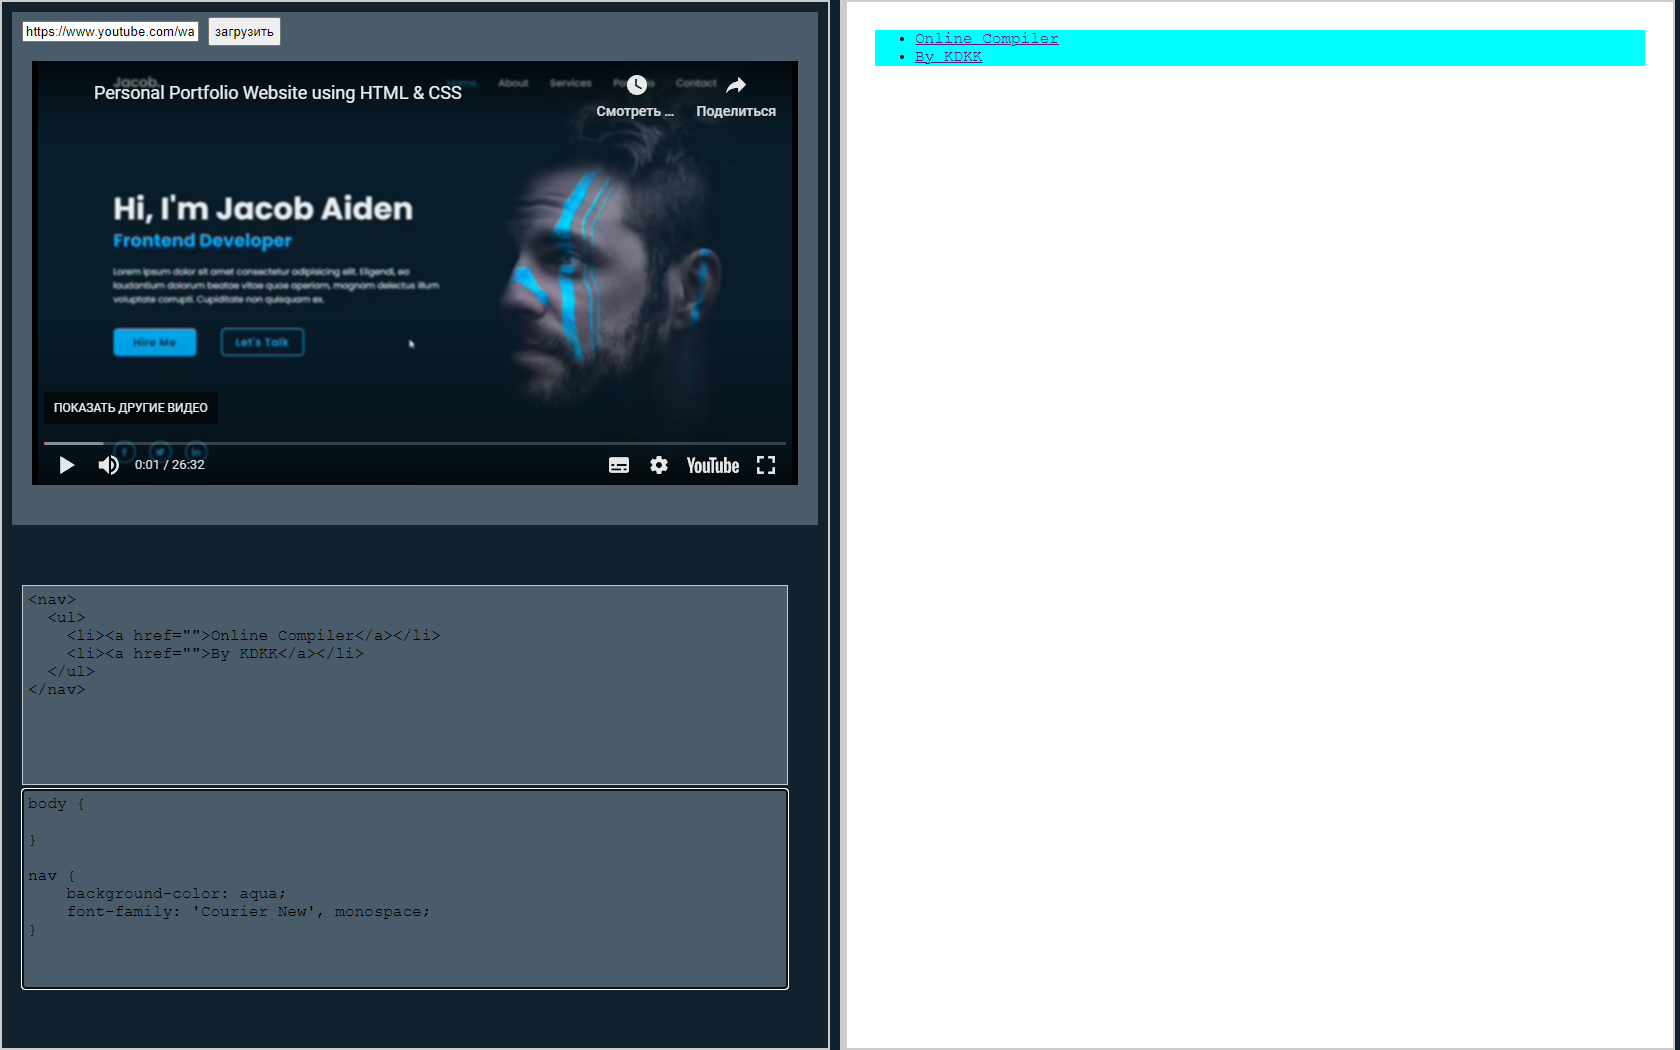 https://www.youtube.com/wa
загрузить
Jacob.
Home About Services Contact
Personal Portfolio Website using HTML & CSS
Смотреть ...
Поделиться
Hi, I'm Jacob Aiden
Frontend Developer
Lorem ipsum dolor sit amet consectetur adipisicing elit. Eligendi, ea
laudantium dolorum beatae vitae quae aperiam, magnam delectus illum
voluptate corrupti. Cupiditate non quisquam ex.
Hire Me
Let's Talk
ПОКАЗАТЬ ДРУГИЕ ВИДЕО
0:01 / 26:32
YouTube
<nav>
<ul>
<li><a href="">Online Compiler</a></li>
<li><a href="">By KDKK</a></li>
</ul>
</nav>
body {
}
nav {
background-color: aqua;
font-family: 'Courier New', monospace;
}
Online Compiler
By KDKK